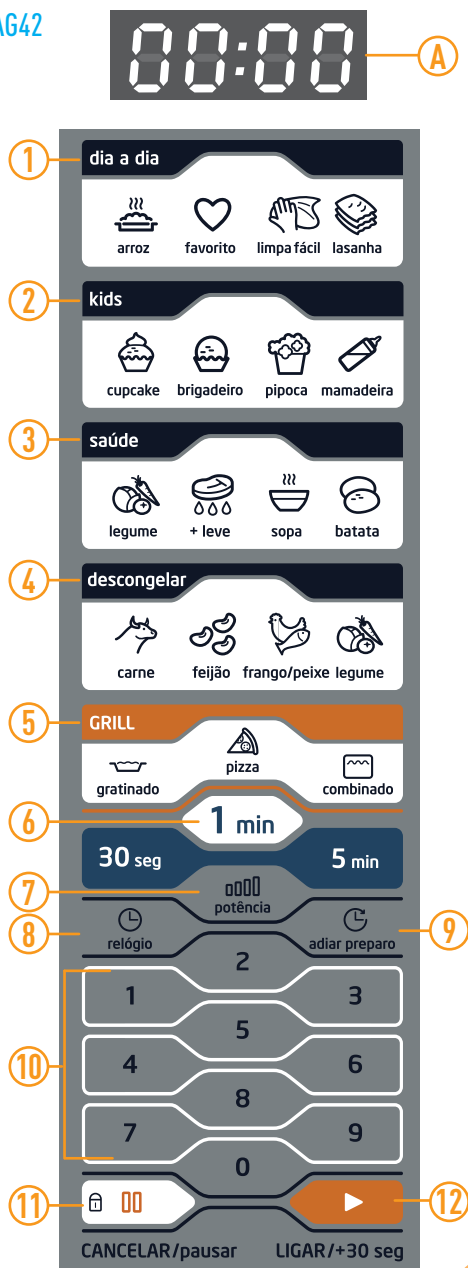 AG42
00:00
A
1
dia a dia
arroz favorito limpa fácil lasanha
2
kids
cupcake brigadeiro pipoca mamadeira
3
saúde
legume + leve sopa batata
4
descongelar
carne feijão frango/peixe legume
5
GRILL
pizza
gratinado combinado
6
1 min
30 seg 5 min
7
potência
8
relógio adiar preparo
9
2
1 3
5
10
4 6
8
7 9
0
11
12
CANCELAR/pausar LIGAR/+30 seg